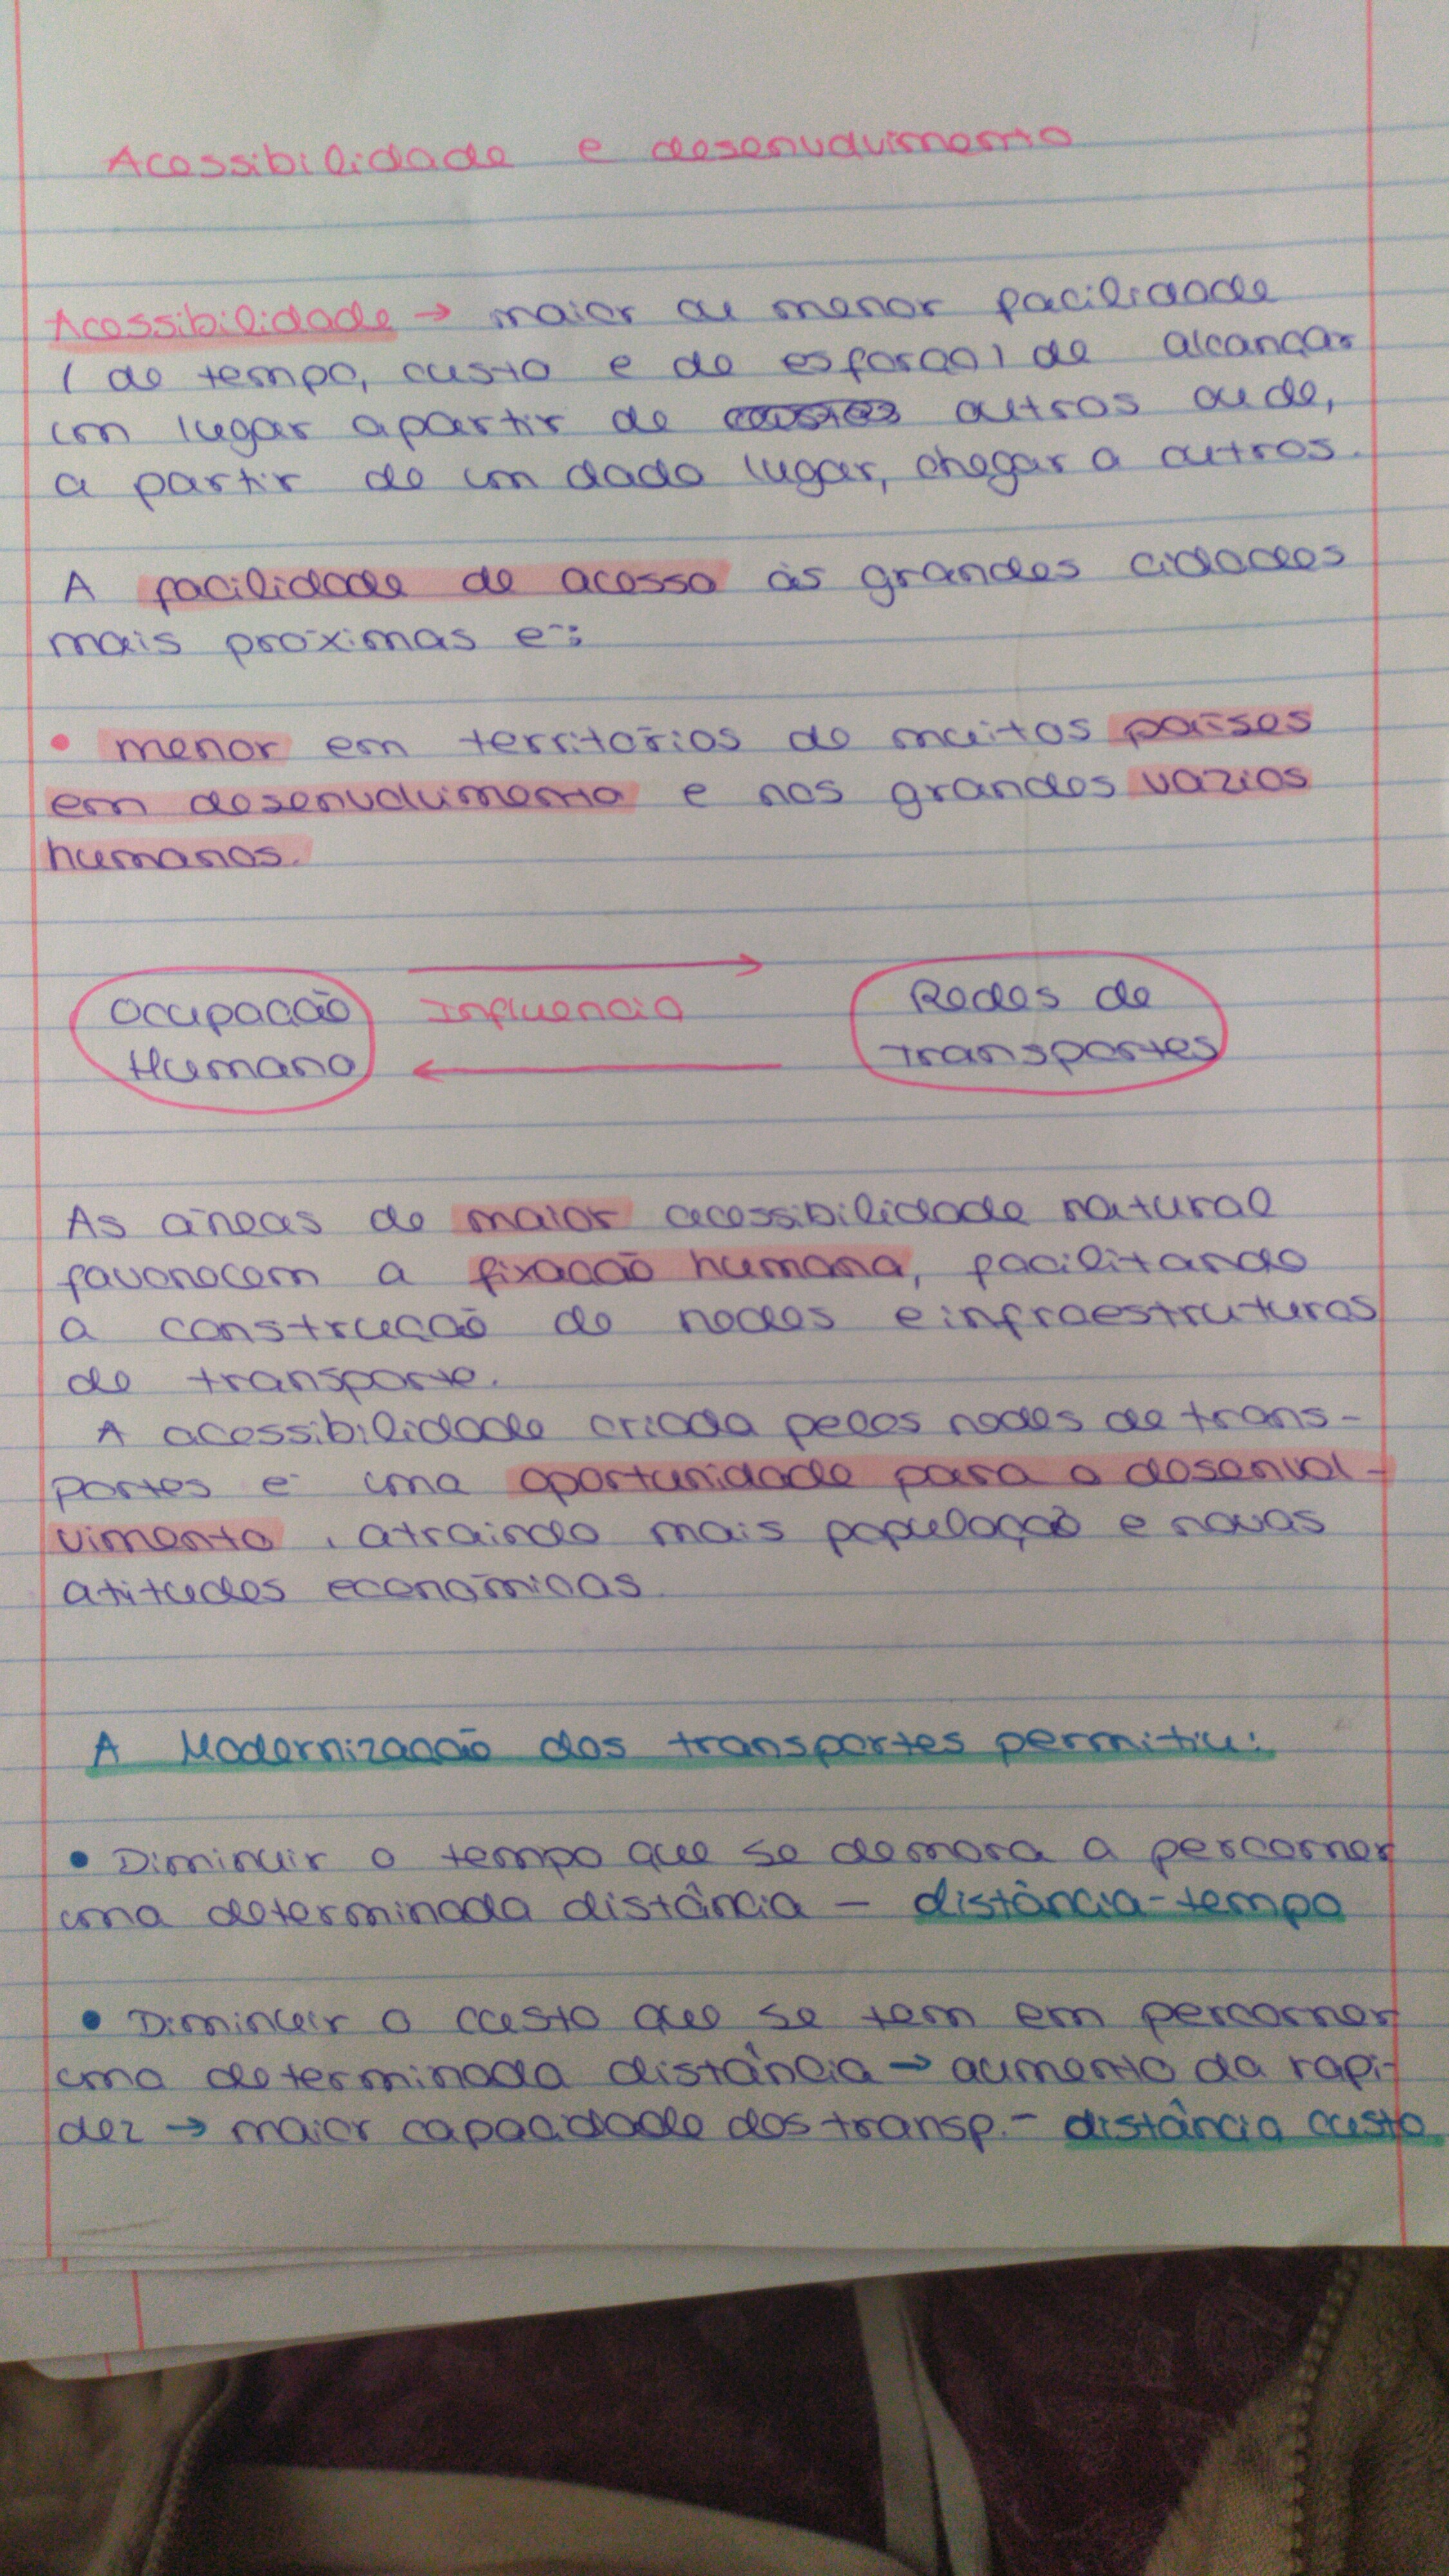 Acessibilidade e desenvolvimento
Acessibilidade → maior ou menor facilidade
( de tempo, custo e de esforço) de alcançar
um lugar apartir de outros ou de,
a partir de um dado lugar, chegar a outros.
A facilidade de acesso às grandes cidades
mais próximas é:
• menor em territórios de muitos países
em desenvolvimento e nos grandes vazios
humanos.
Ocupação
Humana
Influencia
Redes de
transportes
As áreas de maior acessibilidade natural
favorecem a fixação humana, facilitando
a construção de redes e infraestruturas
de transporte.
A acessibilidade criada pelas redes de trans-
portes é uma oportunidade para o desenvol-
vimento, atraindo mais população e novas
atitudes económicas
A Modernização dos transportes permitiu:
• Diminuir o tempo que se demora a percorrer
uma determinada distância - distância-tempo
• Diminuir o custo que se tem em percorrer
uma determinada distância → aumento da rapi-
dez → maior capacidade dos transp. - distância custo